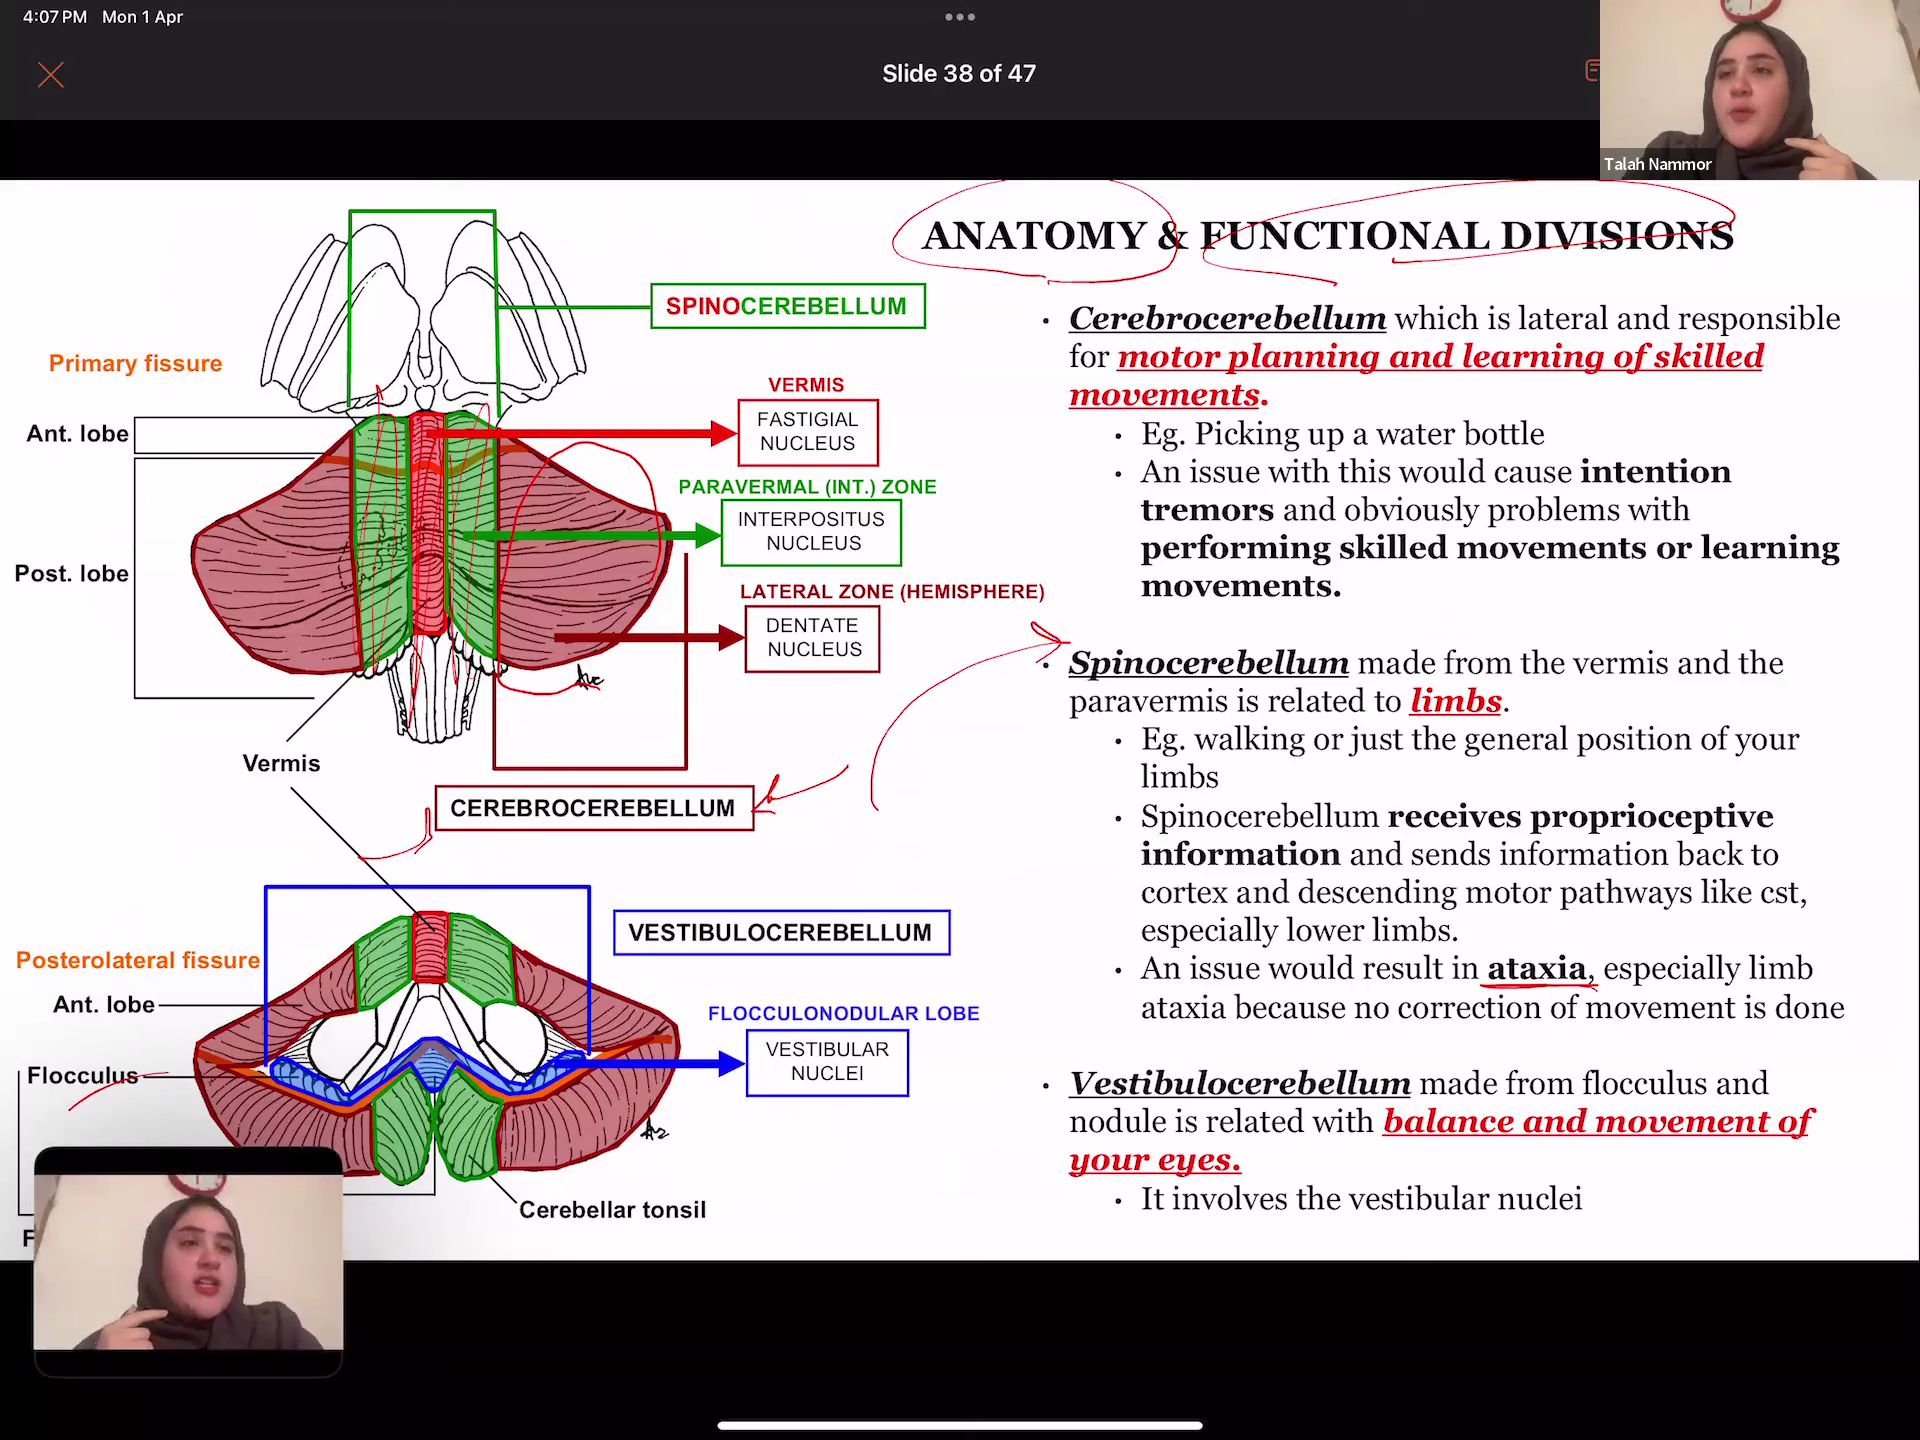 4:07 PM Mon 1 Apr
Slide 38 of 47
Talah Nammor
ANATOMY & FUNCTIONAL DIVISIONS
SPINOCEREBELLUM
Primary fissure
VERMIS
FASTIGIAL
NUCLEUS
Ant. lobe
PARAVERMAL (INT.) ZONE
INTERPOSITUS
NUCLEUS
Post. lobe
LATERAL ZONE (HEMISPHERE)
DENTATE
NUCLEUS
Vermis
CEREBROCEREBELLUM
VESTIBULOCEREBELLUM
Posterolateral fissure
Ant. lobe
FLOCCULONODULAR LOBE
VESTIBULAR
NUCLEI
Flocculus
Cerebellar tonsil
F
• Cerebrocerebellum which is lateral and responsible
for motor planning and learning of skilled
movements.
• Eg. Picking up a water bottle
• An issue with this would cause intention
tremors and obviously problems with
performing skilled movements or learning
movements.
• Spinocerebellum made from the vermis and the
paravermis is related to limbs.
• Eg. walking or just the general position of your
limbs
• Spinocerebellum receives proprioceptive
information and sends information back to
cortex and descending motor pathways like cst,
especially lower limbs.
• An issue would result in ataxia, especially limb
ataxia because no correction of movement is done
• Vestibulocerebellum made from flocculus and
nodule is related with balance and movement of
your eyes.
• It involves the vestibular nuclei